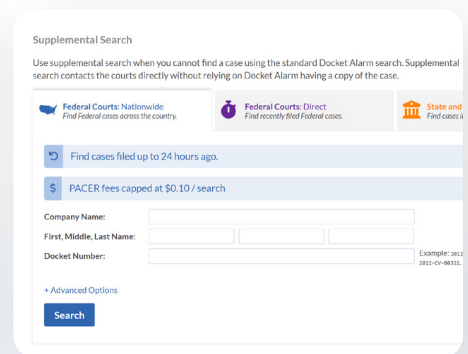 Supplemental Search
Use supplemental search when you cannot find a case using the standard Docket Alarm search. Supplemental
search contacts the courts directly without relying on Docket Alarm having a copy of the case.
Federal Courts: Nationwide
Find Federal cases across the country.
Federal Courts: Direct
Find recently filed Federal cases.
State and
Find cases
Find cases filed up to 24 hours ago.
$ PACER fees capped at $0.10 / search
Company Name:
First, Middle, Last Name:
Docket Number:
Example: 2012
2012-CV-00321.
+ Advanced Options
Search